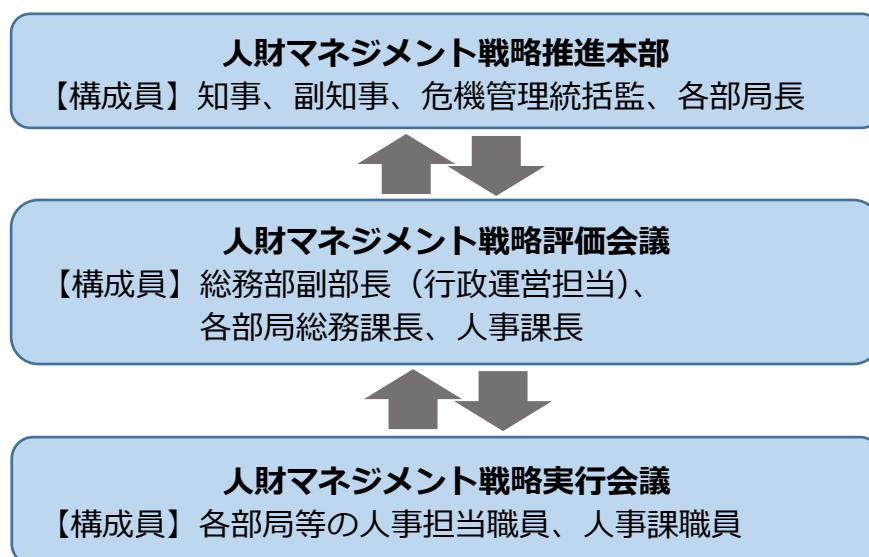 人財マネジメント戦略推進本部
【構成員】知事、副知事、危機管理統括監、各部局長
人財マネジメント戦略評価会議
【構成員】総務部副部長（行政運営担当）、
各部局総務課長、人事課長
人財マネジメント戦略実行会議
【構成員】各部局等の人事担当職員、人事課職員